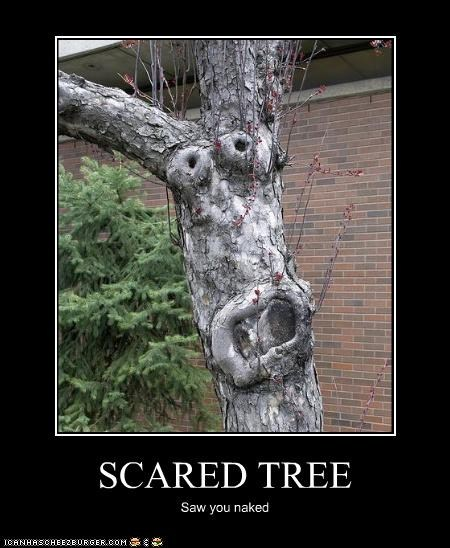 SCARED TREE
Saw you naked
ICANHASCHEEZBURGER.COM